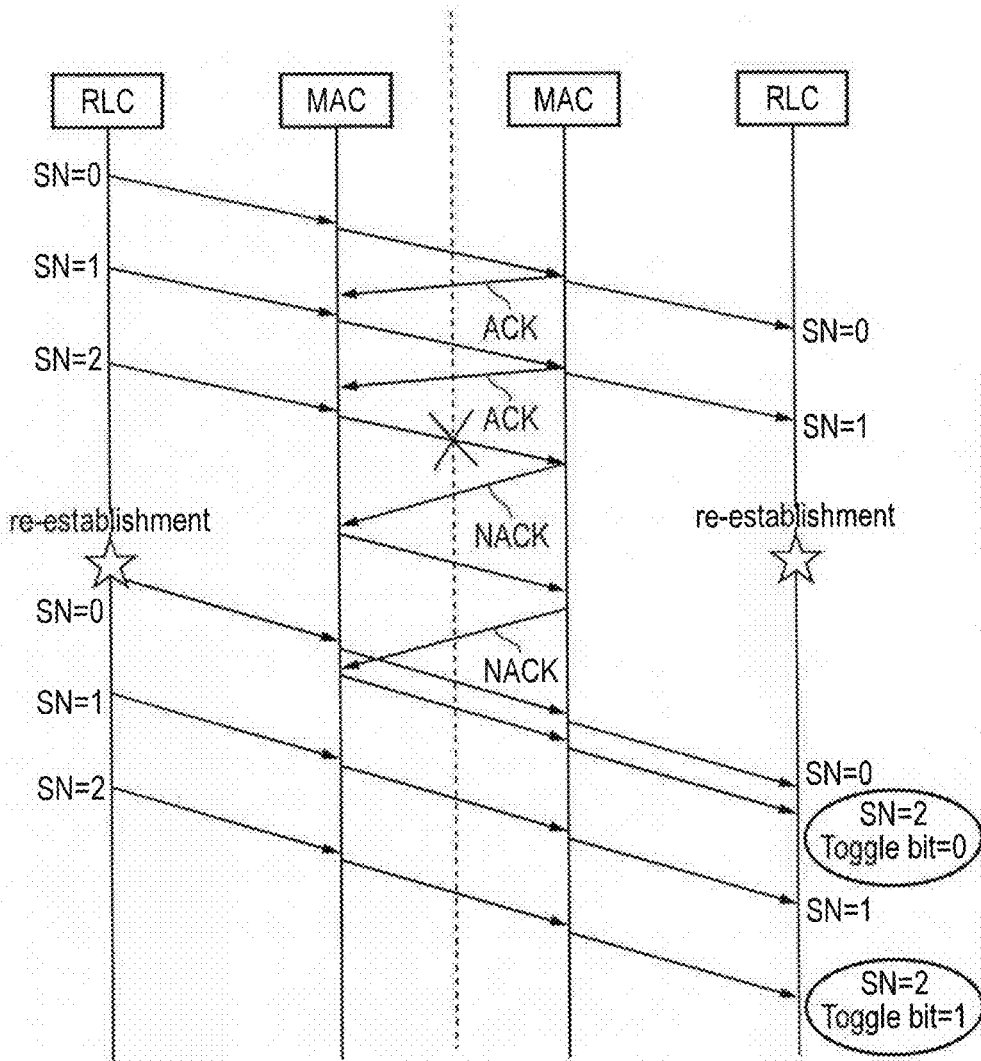 RLC MAC MAC RLC
SN=0
SN=1
ACK
SN=0
SN=2
ACK
SN=1
re-establishment
NACK
re-establishment
SN=0
NACK
SN=1
SN=0
SN=2
SN=2
Toggle bit=0
SN=1
SN=2
Toggle bit=1